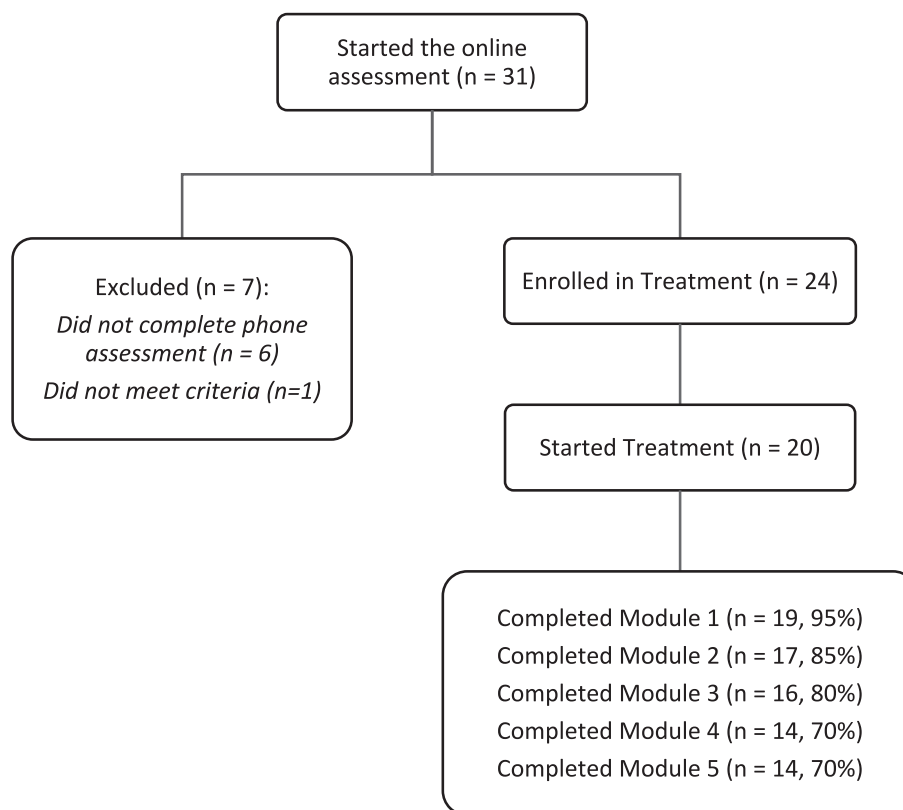 Started the online
assessment (n = 31)
Excluded (n = 7):
Did not complete phone
assessment (n = 6)
Did not meet criteria (n=1)
Enrolled in Treatment (n = 24)
Started Treatment (n = 20)
Completed Module 1 (n = 19, 95%)
Completed Module 2 (n = 17, 85%)
Completed Module 3 (n = 16, 80%)
Completed Module 4 (n = 14, 70%)
Completed Module 5 (n = 14, 70%)